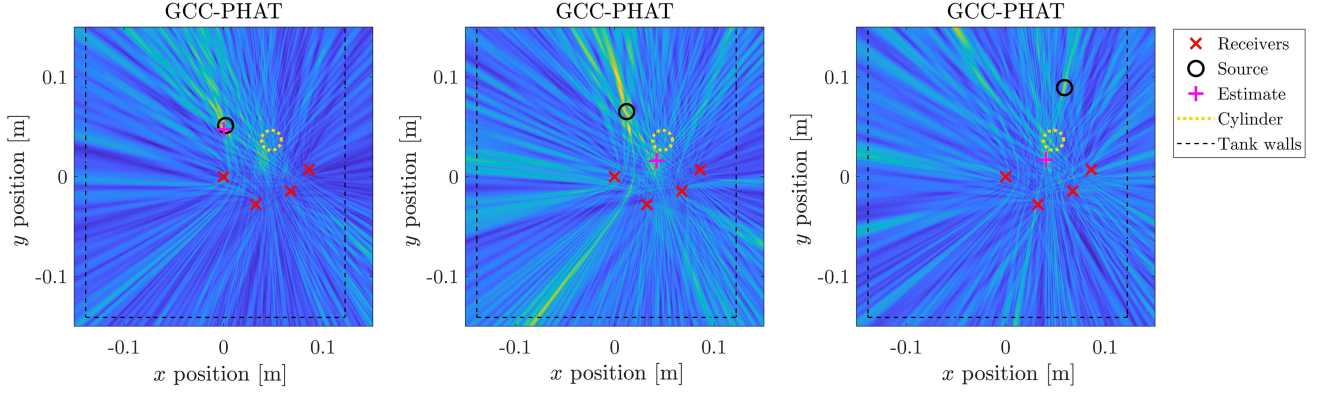 GCC-PHAT
0.1
0
-0.1
-0.1
0
0.1
y position [m]
x position [m]
GCC-PHAT
0.1
0
-0.1
-0.1
0
0.1
y position [m]
x position [m]
GCC-PHAT
0.1
0
-0.1
-0.1
0
0.1
y position [m]
x position [m]
Receivers
Source
Estimate
Cylinder
Tank walls